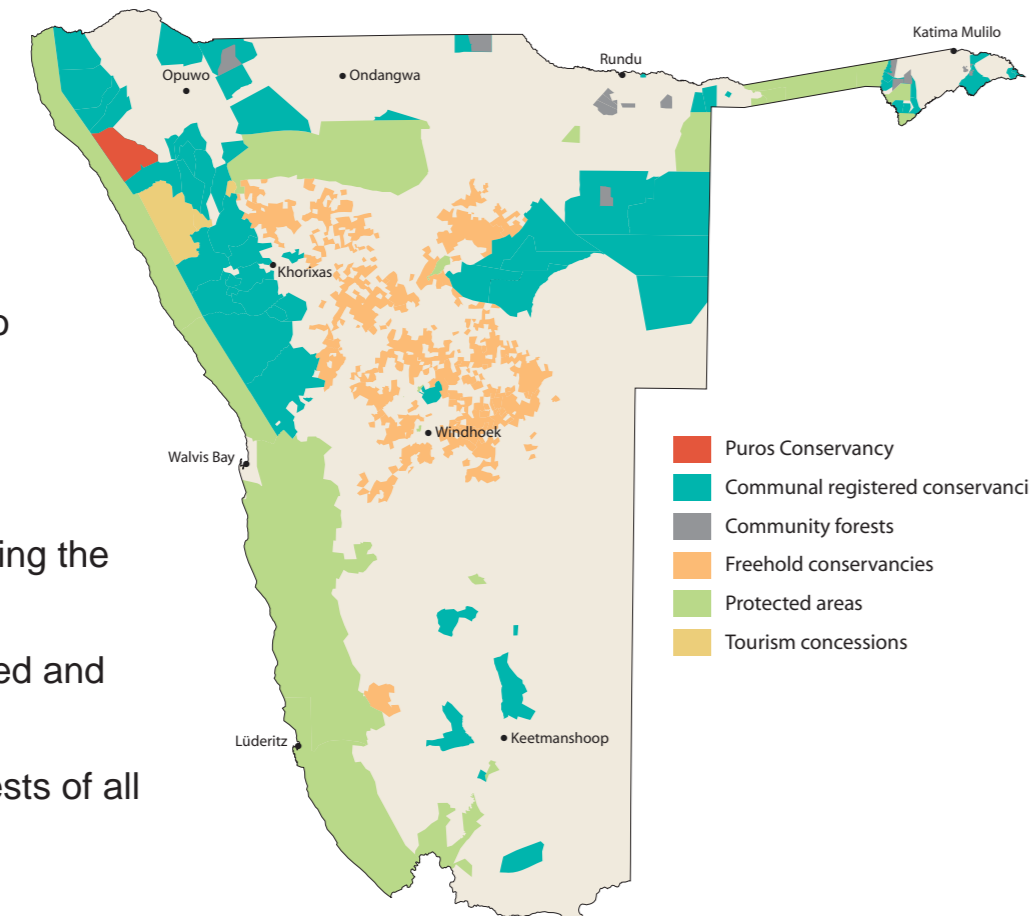 Katima Mulilo
Rundu
Opuwo
Ondangwa
Khorixas
Windhoek
Walvis Bay
Lüderitz
Keetmanshoop
ing the
ed and
ests of all
Puros Conservancy
Communal registered conservanci
Community forests
Freehold conservancies
Protected areas
Tourism concessions